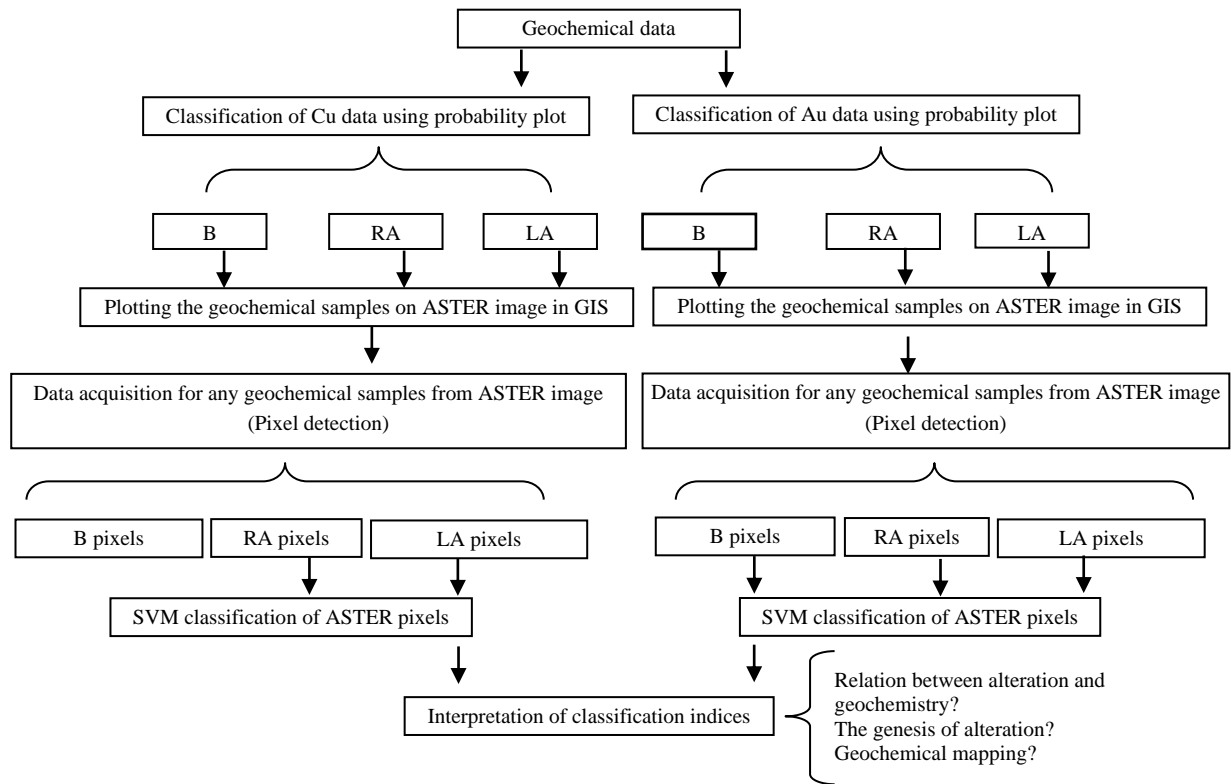 Geochemical data
Classification of Cu data using probability plot
Classification of Au data using probability plot
B
RA
LA
B
RA
LA
Plotting the geochemical samples on ASTER image in GIS
Plotting the geochemical samples on ASTER image in GIS
Data acquisition for any geochemical samples from ASTER image
(Pixel detection)
Data acquisition for any geochemical samples from ASTER image
(Pixel detection)
B pixels
RA pixels
LA pixels
B pixels
RA pixels
LA pixels
SVM classification of ASTER pixels
SVM classification of ASTER pixels
Interpretation of classification indices
Relation between alteration and
geochemistry?
The genesis of alteration?
Geochemical mapping?